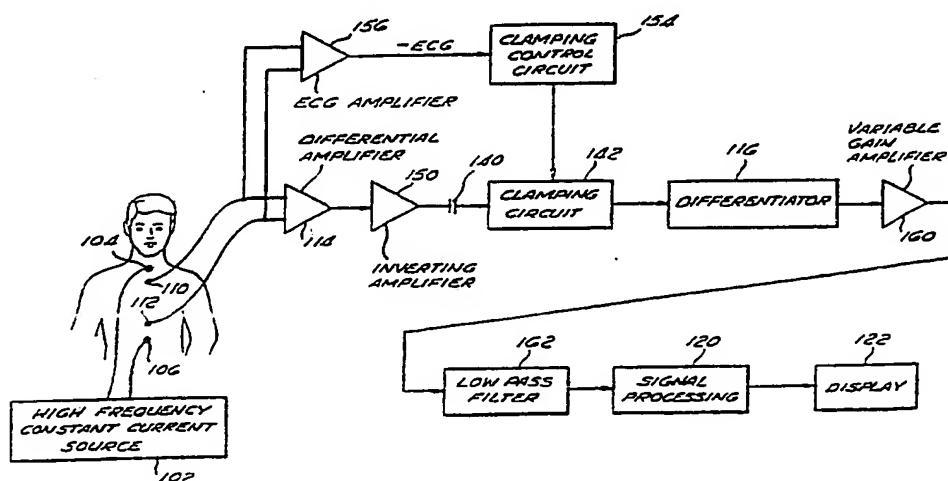 156
-ECG
CLAMPING
CONTROL
CIRCUIT
154
ECG AMPLIFIER
DIFFERENTIAL
AMPLIFIER
150
140
142
116
VARIABLE
GAIN
AMPLIFIER
CLAMPING
CIRCUIT
DIFFERENTIATOR
114
160
INVERTING
AMPLIFIER
104
110
112
106
162
120
122
LOW PASS
FILTER
SIGNAL
PROCESSING
DISPLAY
HIGH FREQUENCY
CONSTANT CURRENT
SOURCE
102